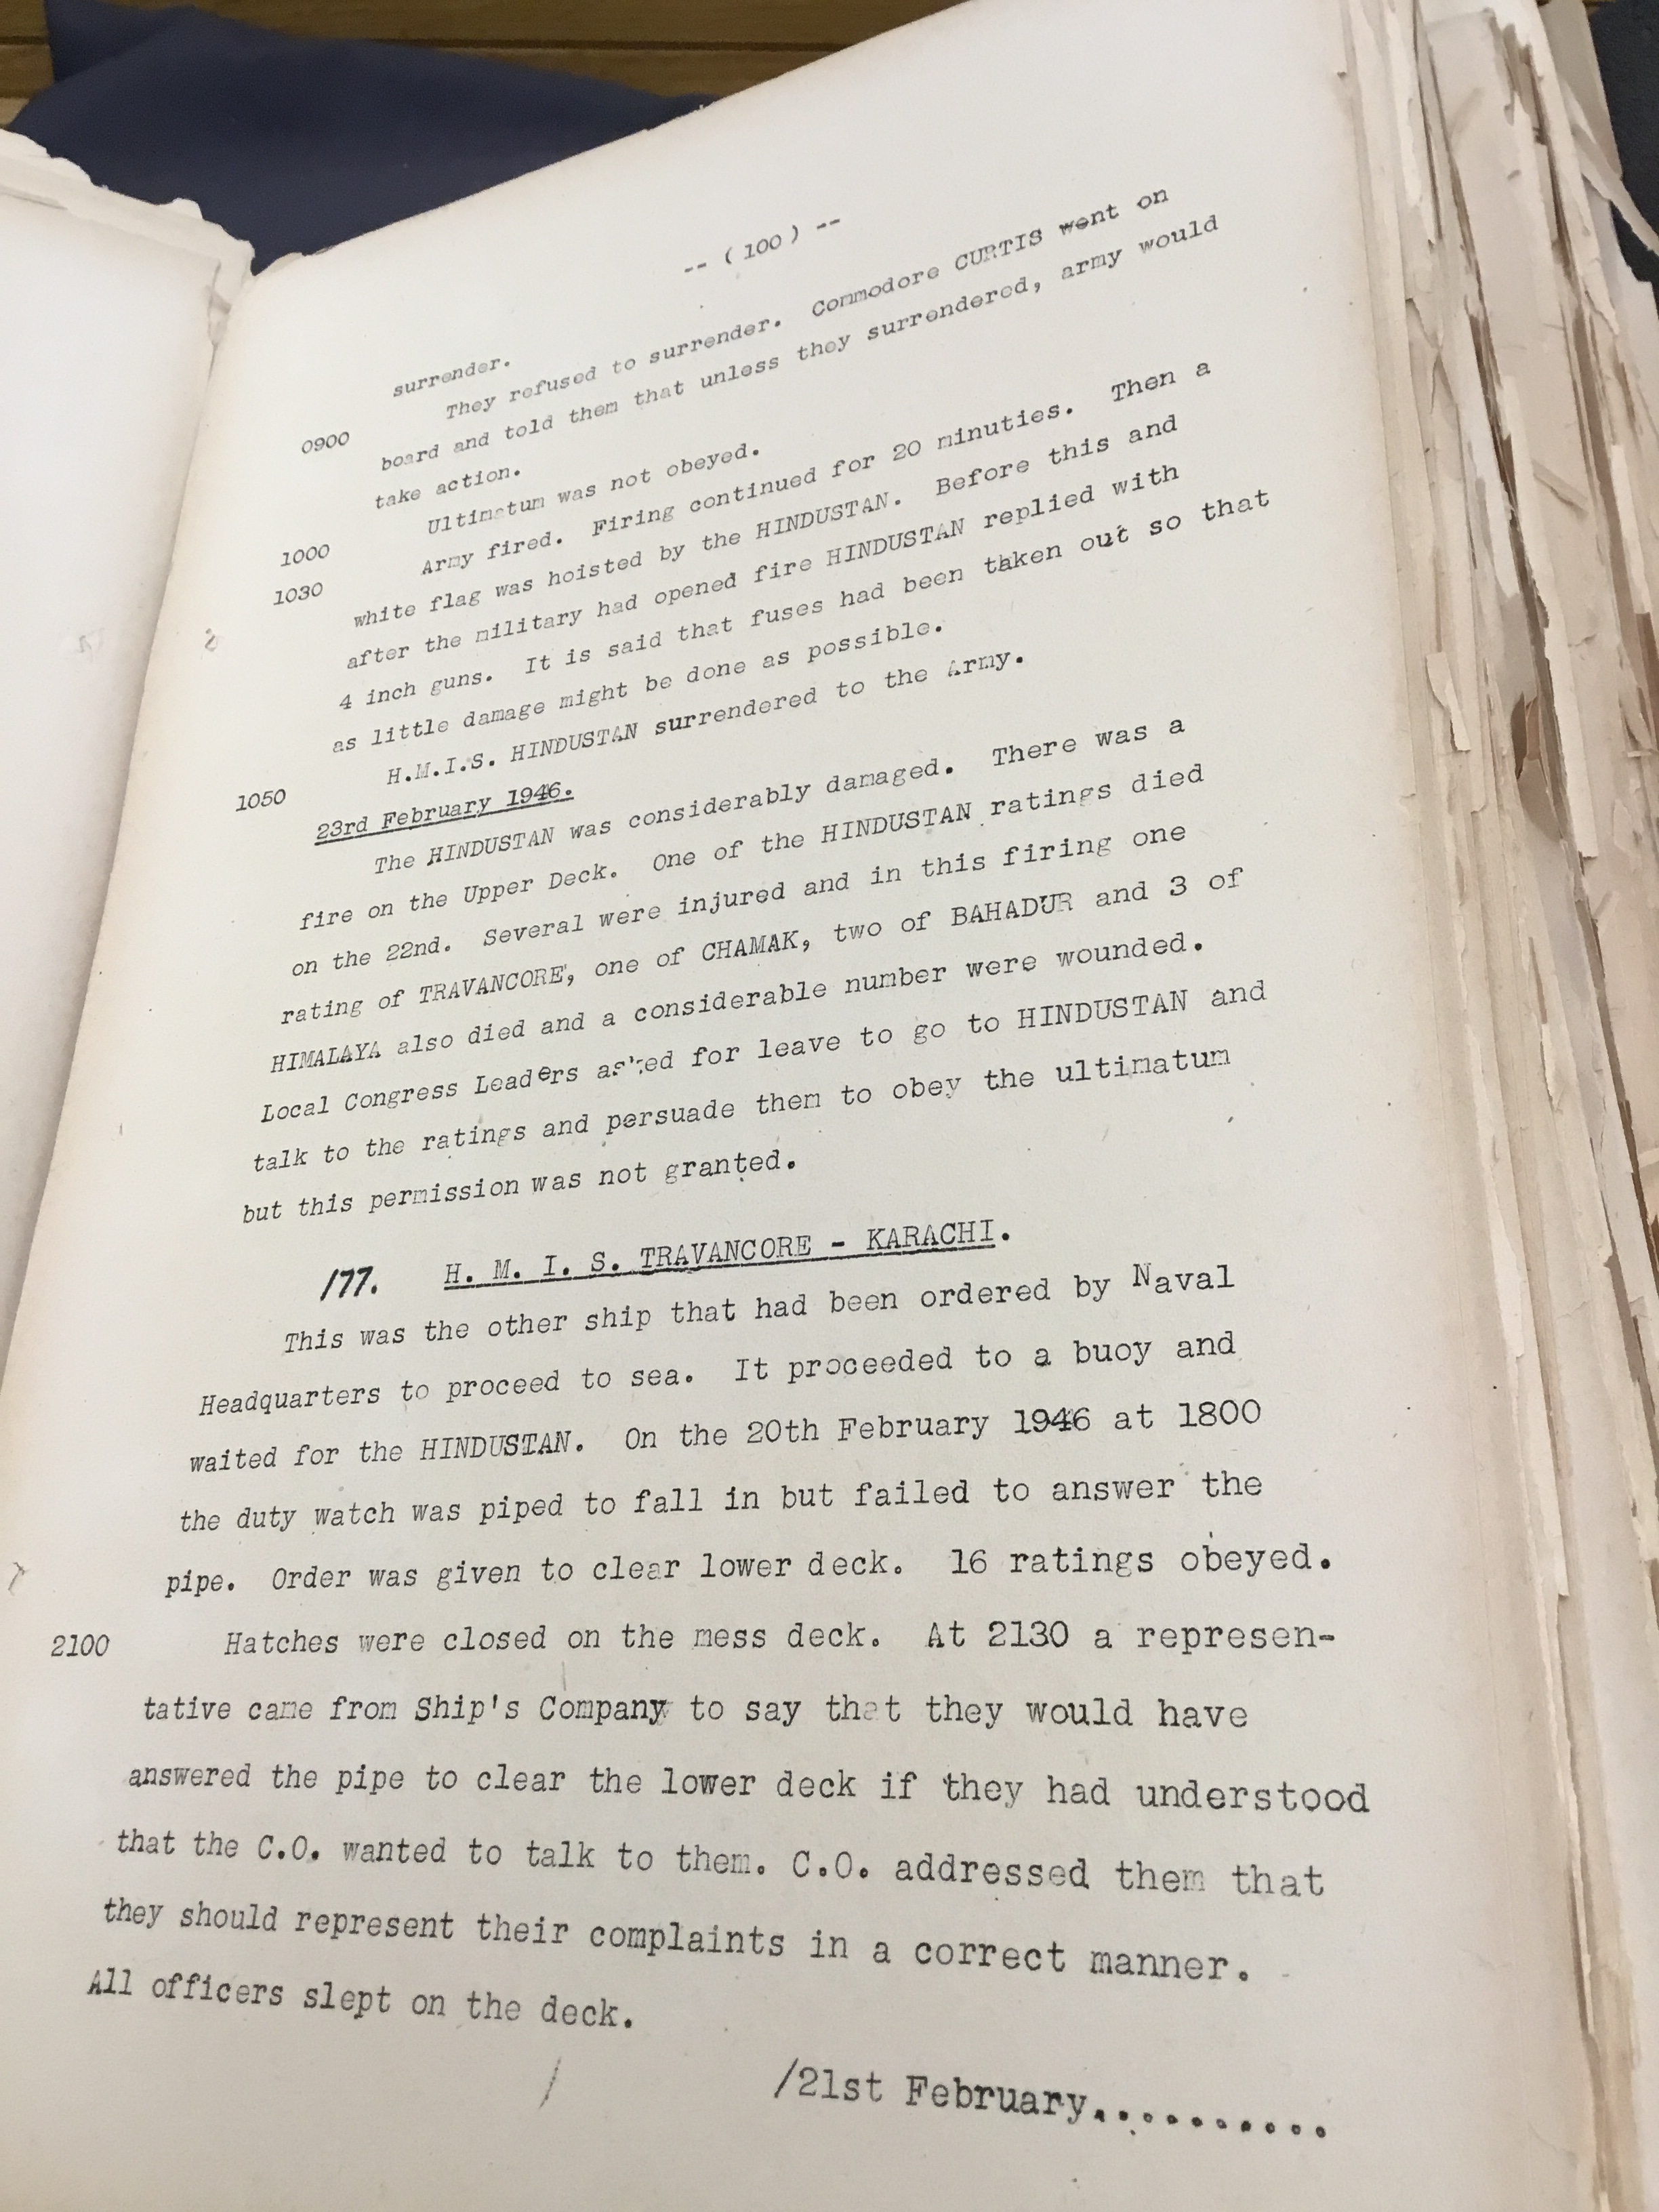 -- ( 100 ) --
surrender.
0900 They refused to surrender. Commodore CURTIS went on
board and told them that unless they surrendered, army would
take action.
1000 Ultimatum was not obeyed.
1030 Army fired. Firing continued for 20 minuties. Then a
white flag was hoisted by the HINDUSTAN. Before this and
after the military had opened fire HINDUSTAN replied with
4 inch guns. It is said that fuses had been taken out so that
as little damage might be done as possible.
1050 H.M.I.S. HINDUSTAN surrendered to the Army.
23rd February 1946.
The HINDUSTAN was considerably damaged. There was a
fire on the Upper Deck. One of the HINDUSTAN ratings died
on the 22nd. Several were injured and in this firing one
rating of TRAVANCORE, one of CHAMAK, two of BAHADUR and 3 of
HIMALAYA also died and a considerable number were wounded.
Local Congress Leaders asked for leave to go to HINDUSTAN and
talk to the ratings and persuade them to obey the ultimatum
but this permission was not granted.
177. H. M. I. S. TRAVANCORE - KARACHI.
This was the other ship that had been ordered by Naval
Headquarters to proceed to sea. It proceeded to a buoy and
waited for the HINDUSTAN. On the 20th February 1946 at 1800
the duty watch was piped to fall in but failed to answer the
pipe. Order was given to clear lower deck. 16 ratings obeyed.
2100 Hatches were closed on the mess deck. At 2130 a represen-
tative came from Ship's Company to say that they would have
answered the pipe to clear the lower deck if they had understood
that the C.O. wanted to talk to them. C.O. addressed them that
they should represent their complaints in a correct manner.
All officers slept on the deck.
/21st February..........